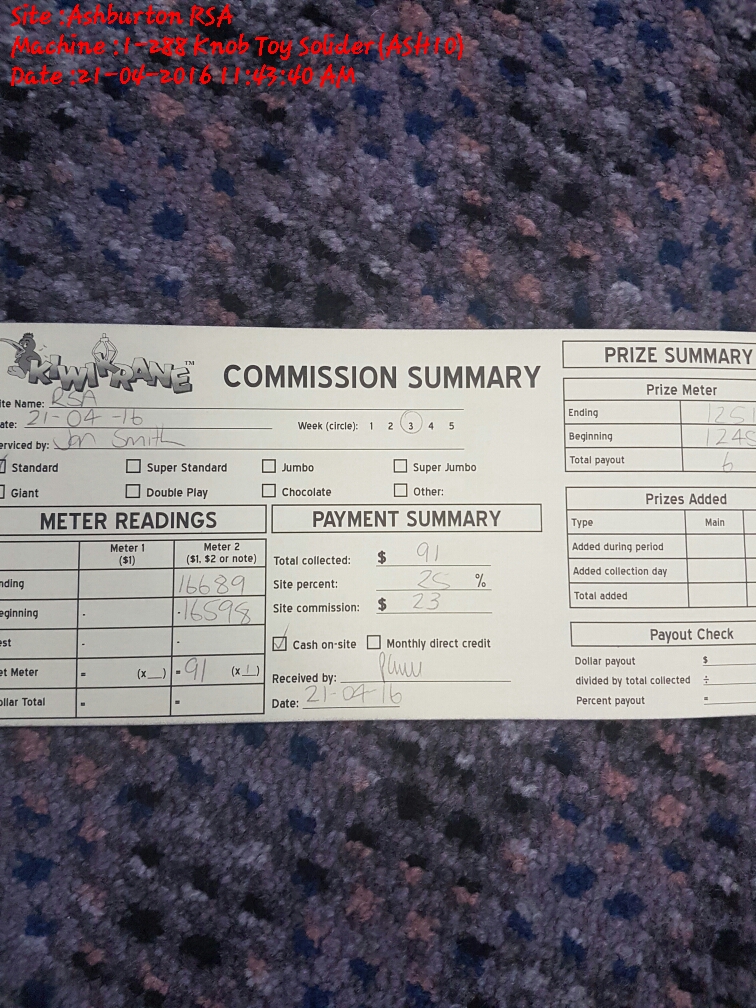 Site :Ashburton RSA
Machine :1-288 Knob Toy Solider(ASH10)
Date :21-04-2016 11:43:40 AM
KIWI KRANE™
COMMISSION SUMMARY
PRIZE SUMMARY
ite Name: RSA
ate: 21-04-16
Week (circle): 1 2 3 4 5
erviced by: Jon Smith
Standard Super Standard Jumbo Super Jumbo
Giant Double Play Chocolate Other:
Prize Meter
Ending 1251
Beginning 1245
Total payout 6
METER READINGS
Meter 1 ($1)
Meter 2 ($1, $2 or note)
nding 16689
eginning - -16598
est - -
et Meter = (x__) =91 (x 1)
ollar Total = =
PAYMENT SUMMARY
Total collected: $ 91
Site percent: 25 %
Site commission: $ 23
Cash on-site Monthly direct credit
Received by:
Date: 21-04-16
Prizes Added
Type Main
Added during period
Added collection day
Total added
Payout Check
Dollar payout $
divided by total collected ÷
Percent payout =